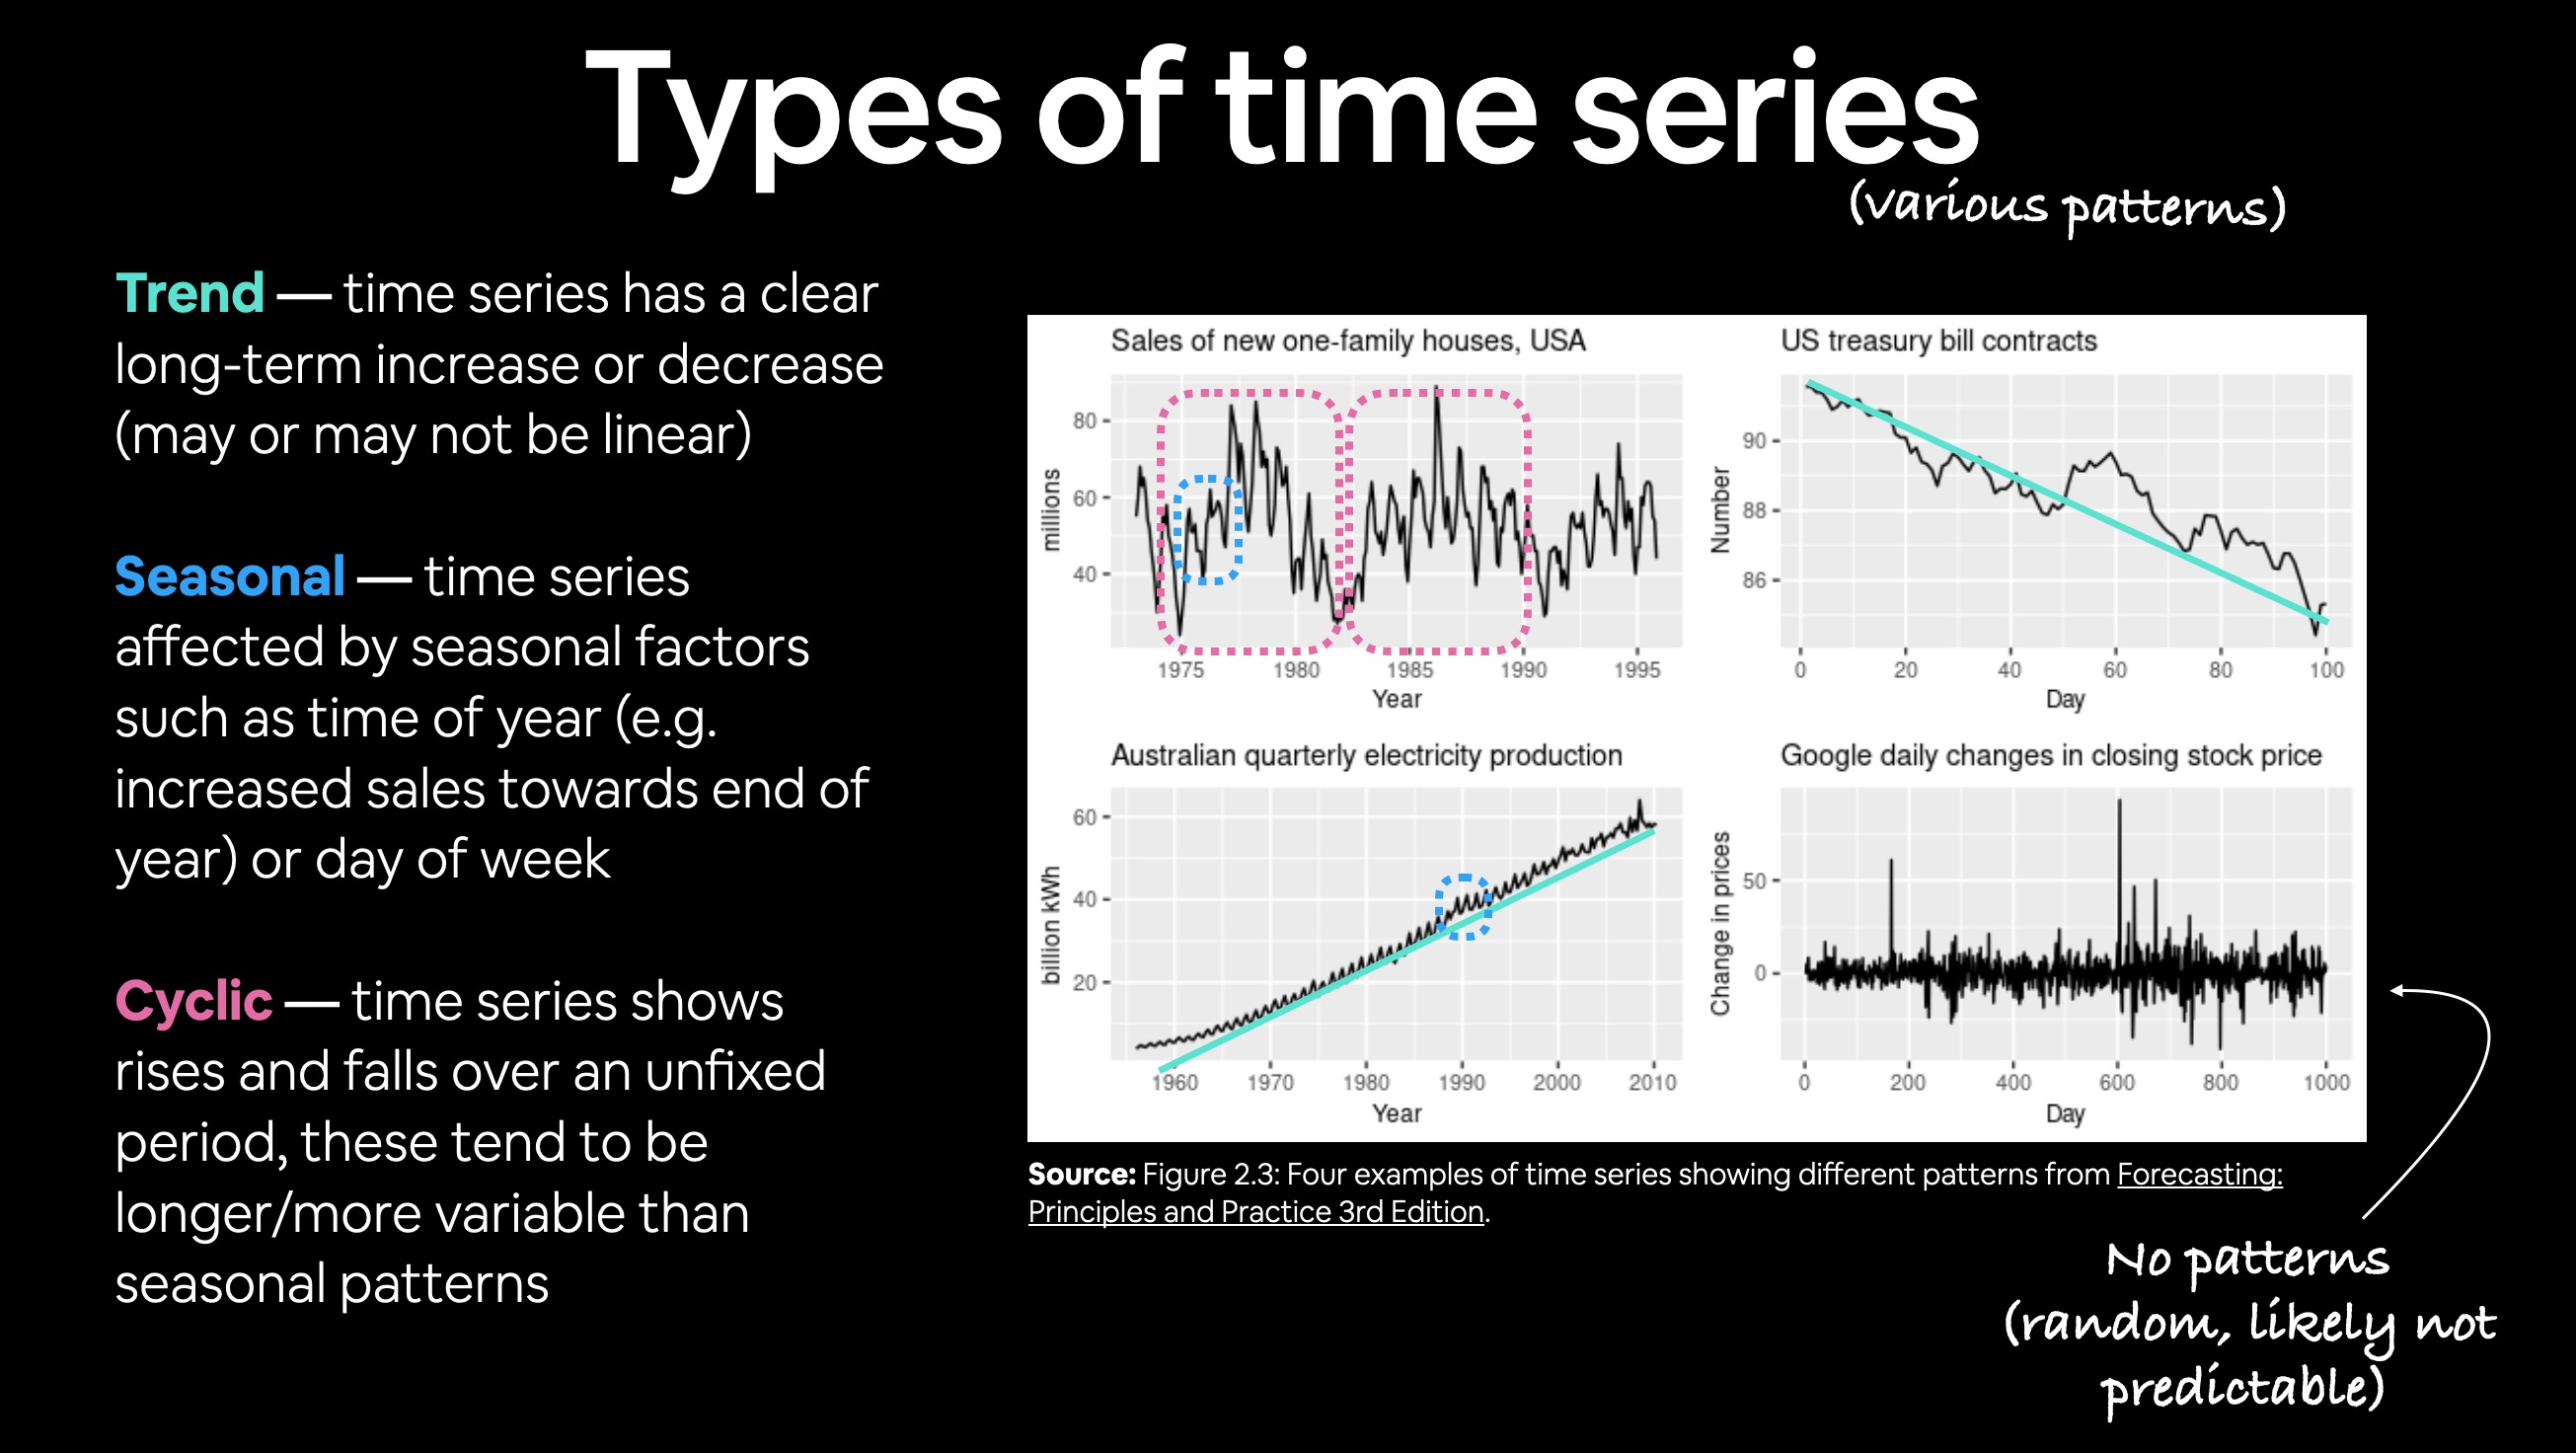 Types of time series
(various patterns)
Trend — time series has a clear
long-term increase or decrease
(may or may not be linear)
Seasonal — time series
affected by seasonal factors
such as time of year (e.g.
increased sales towards end of
year) or day of week
Cyclic — time series shows
rises and falls over an unfixed
period, these tend to be
longer/more variable than
seasonal patterns
Sales of new one-family houses, USA
millions
80
60
40
1975 1980 1985 1990 1995
Year
US treasury bill contracts
Number
90
88
86
0 20 40 60 80 100
Day
Australian quarterly electricity production
billion kWh
60
40
20
1960 1970 1980 1990 2000 2010
Year
Google daily changes in closing stock price
Change in prices
50
0
0 200 400 600 800 1000
Day
Source: Figure 2.3: Four examples of time series showing different patterns from Forecasting:
Principles and Practice 3rd Edition.
No patterns
(random, likely not
predictable)